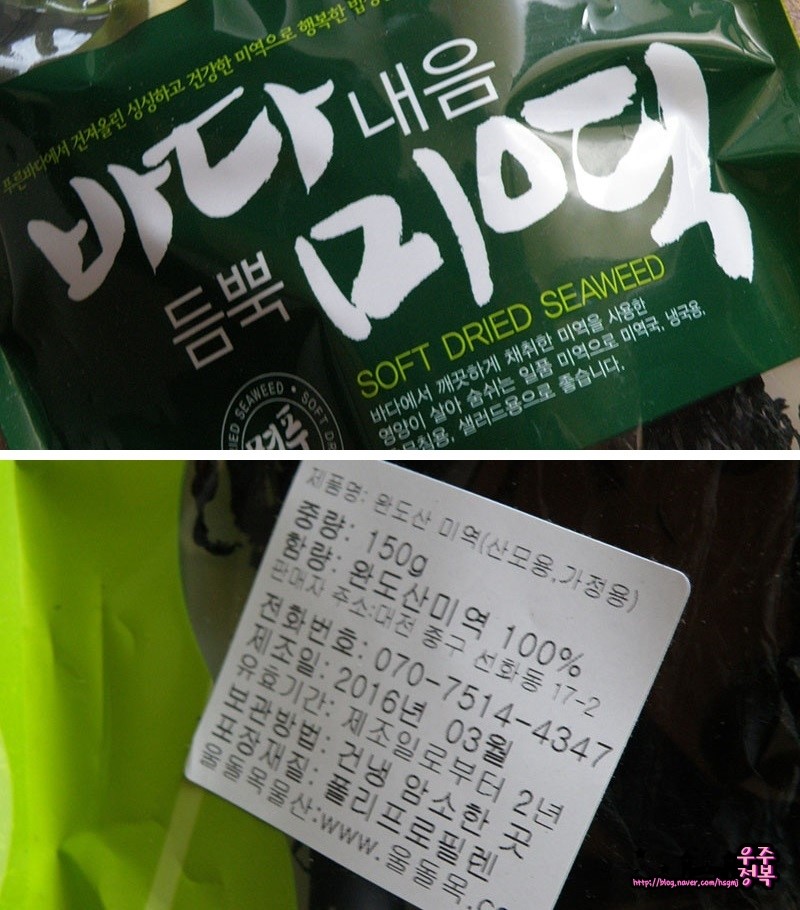 푸른바다에서 건져올린 싱싱하고 건강한 미역으로 행복한
바다 내음
듬뿍 미역
SOFT DRIED SEAWEED
바다에서 깨끗하게 채취한 미역을 사용한
영양이 살아 숨쉬는 일품 미역으로 미역국, 냉국용,
무침용, 샐러드용으로 좋습니다.
SEAWEED • SOFT
제품명: 완도산 미역(산모용,가정용)
중량: 150g
함량: 완도산미역 100%
판매자 주소:대전 중구 선화동 17-2
전화번호: 070-7514-4347
제조일: 2016년 03월
유효기간: 제조일로부터 2년
보관방법: 건냉 암소한 곳
포장재질: 폴리프로필렌
울돌목물산:www.울돌목.co
우주
정복
http://blog.naver.com/hsgmj